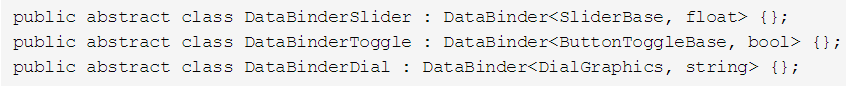 public abstract class DataBinderSlider : DataBinder<SliderBase, float> {};
public abstract class DataBinderToggle : DataBinder<ButtonToggleBase, bool> {};
public abstract class DataBinderDial : DataBinder<DialGraphics, string> {};